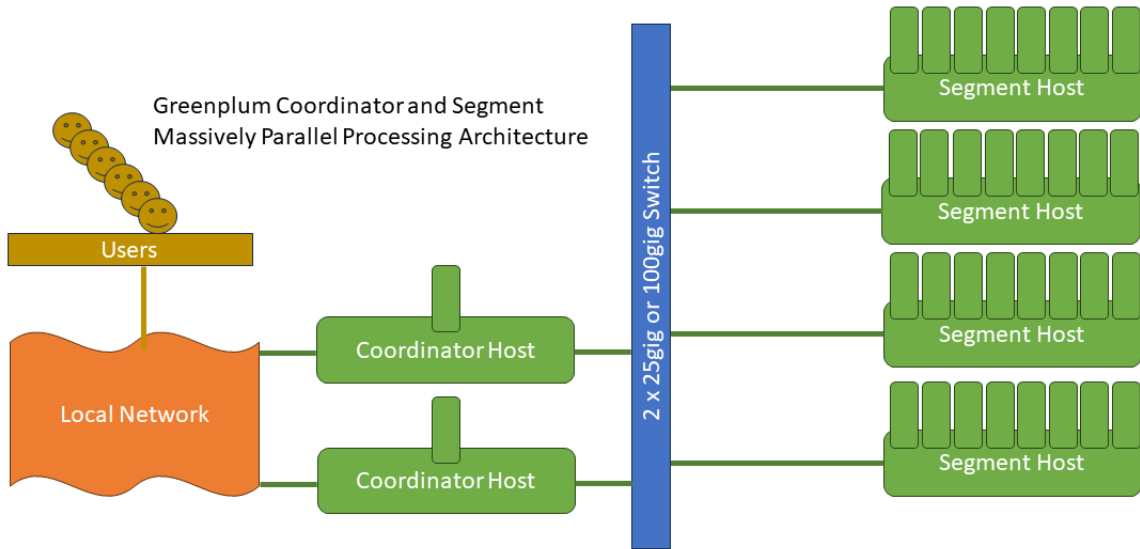 Greenplum Coordinator and Segment
Massively Parallel Processing Architecture
Users
Local Network
Coordinator Host
Coordinator Host
2 x 25gig or 100gig Switch
Segment Host
Segment Host
Segment Host
Segment Host